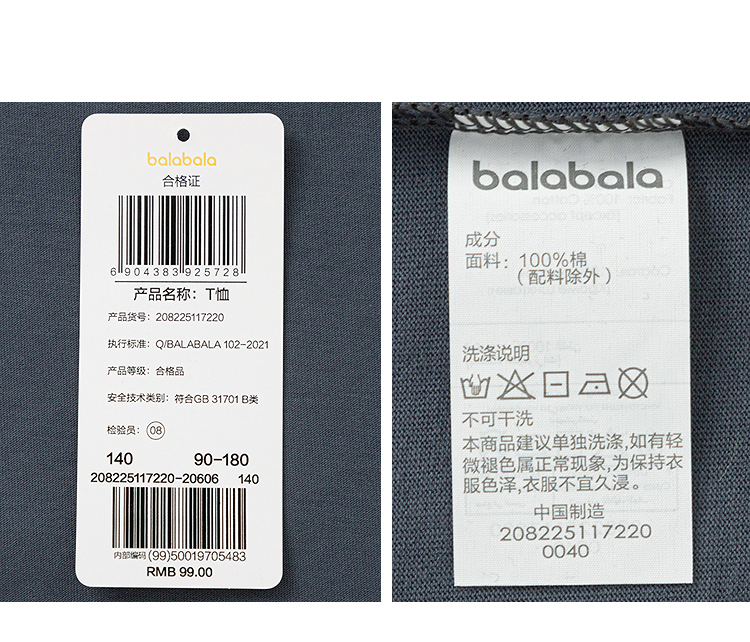 balabala
合格证
6 904383 925728
产品名称：T恤
产品货号：208225117220
执行标准：Q/BALABALA 102-2021
产品等级：合格品
安全技术类别：符合GB 31701 B类
检验员：08
140 90-180
208225117220-20606 140
内部编码 (99)50019705483
RMB 99.00
balabala
成分
面料：100%棉
（配料除外）
洗涤说明
不可干洗
本商品建议单独洗涤,如有轻
微褪色属正常现象,为保持衣
服色泽,衣服不宜久浸。
中国制造
208225117220
0040